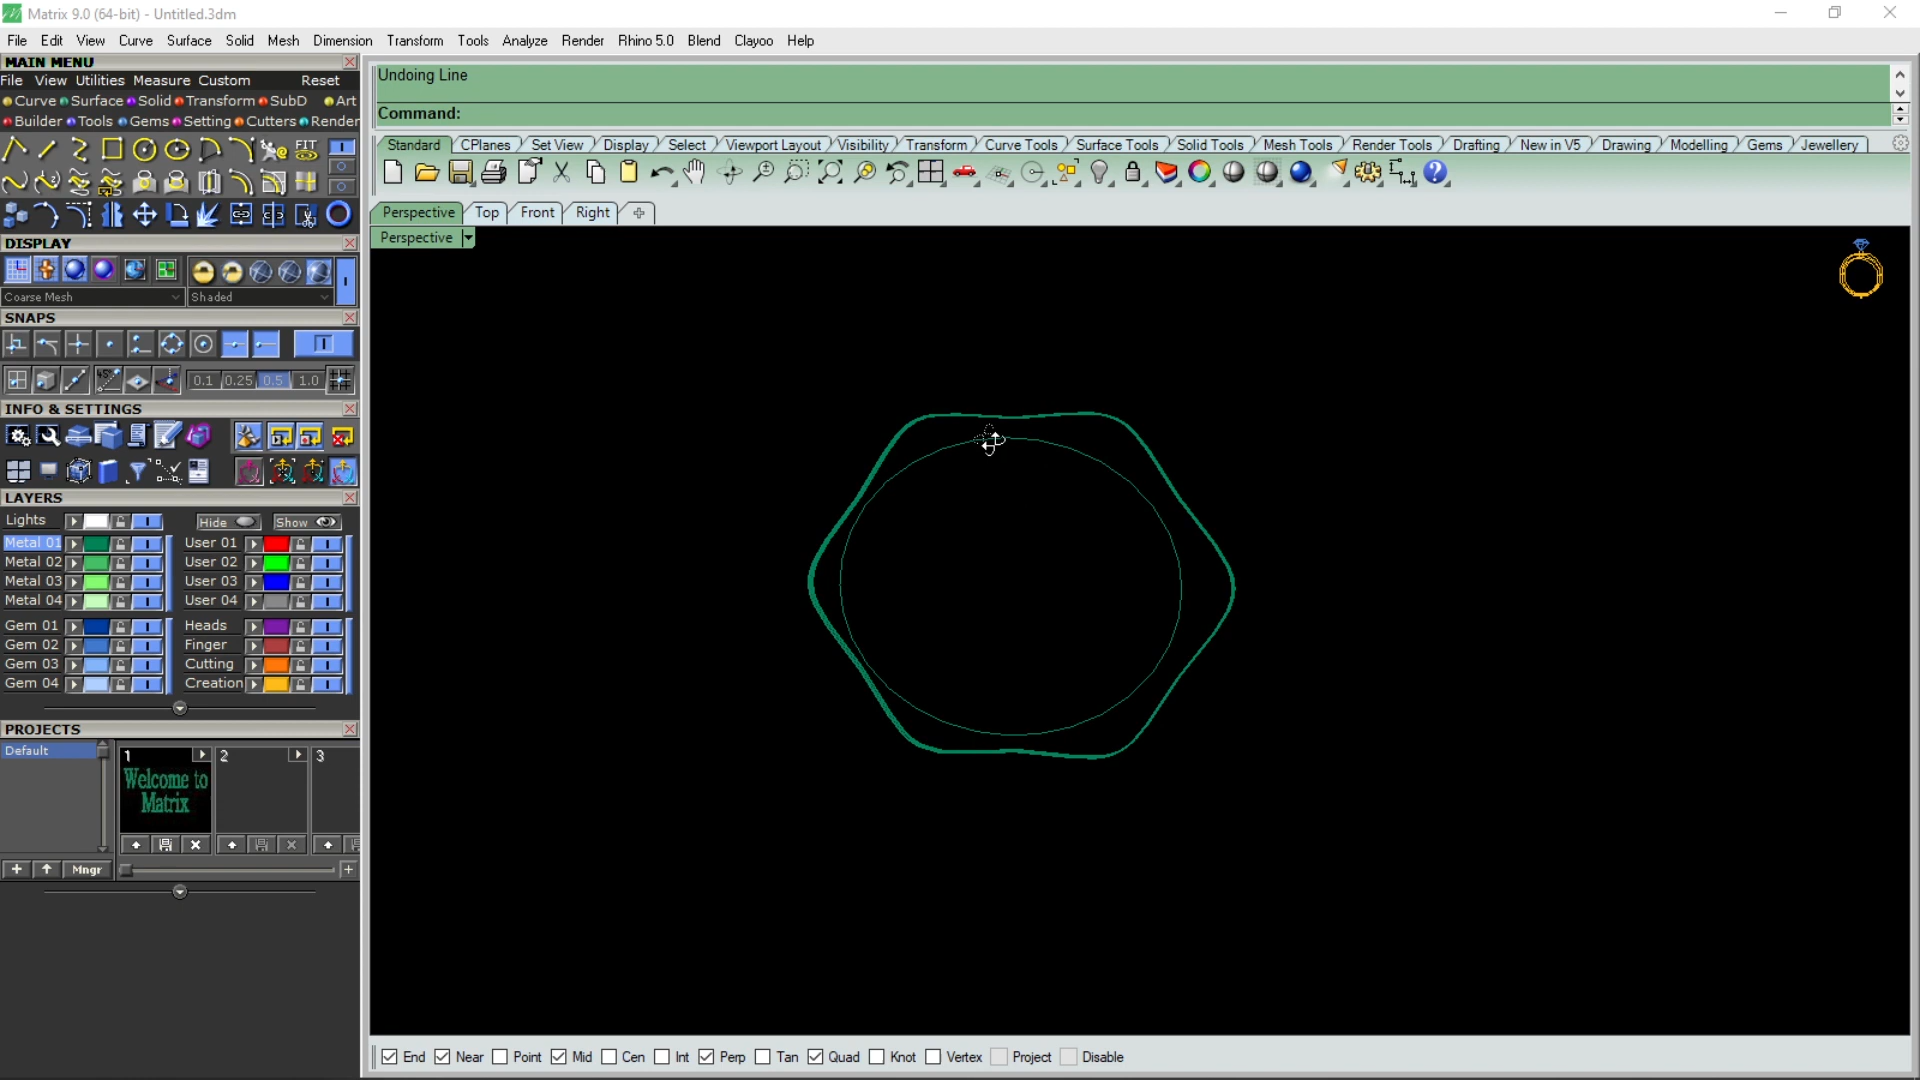 Matrix 9.0 (64-bit) - Untitled.3dm
File Edit View Curve Surface Solid Mesh Dimension Transform Tools Analyze Render Rhino 5.0 Blend Clayoo Help
MAIN MENU
File View Utilities Measure Custom Reset
Curve Surface Solid Transform SubD Art
Builder Tools Gems Setting Cutters Render
FIT
DISPLAY
Coarse Mesh Shaded
SNAPS
45°
0.1 0.25 0.5 1.0
INFO & SETTINGS
LAYERS
Lights Hide Show
Metal 01 User 01
Metal 02 User 02
Metal 03 User 03
Metal 04 User 04
Gem 01 Heads
Gem 02 Finger
Gem 03 Cutting
Gem 04 Creation
PROJECTS
Default 1 2 3
Welcome to
Matrix
Mngr
Undoing Line
Command:
Standard CPlanes Set View Display Select Viewport Layout Visibility Transform Curve Tools Surface Tools Solid Tools Mesh Tools Render Tools Drafting New in V5 Drawing Modelling Gems Jewellery
Perspective Top Front Right
Perspective
End Near Point Mid Cen Int Perp Tan Quad Knot Vertex Project Disable